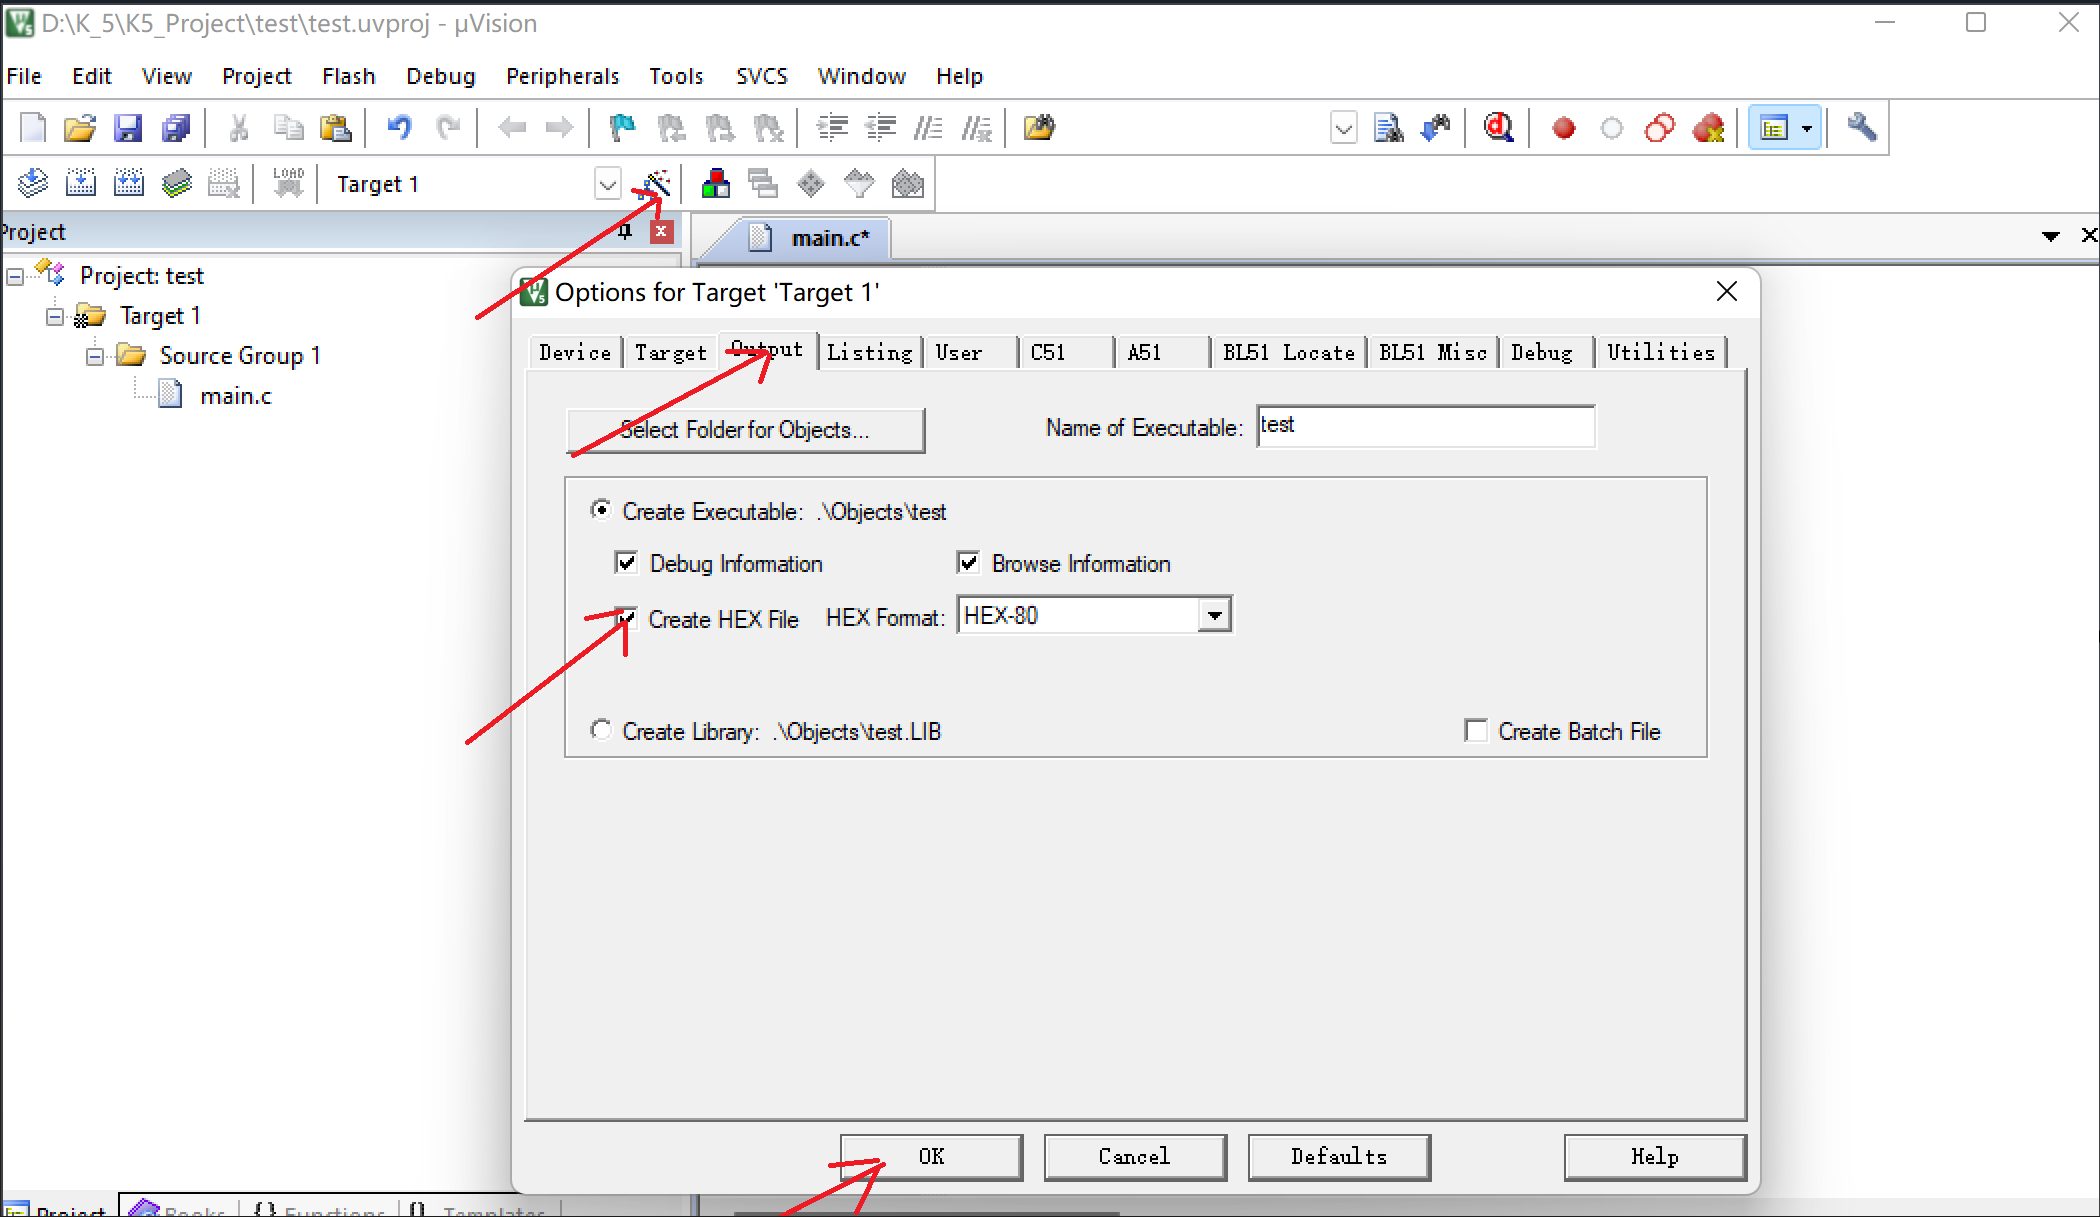 D:\K_5\K5_Project\test\test.uvproj - µVision
File Edit View Project Flash Debug Peripherals Tools SVCS Window Help
LOAD Target 1
Project
main.c*
Project: test
Target 1
Source Group 1
main.c
Options for Target 'Target 1'
Device Target Output Listing User C51 A51 BL51 Locate BL51 Misc Debug Utilities
Select Folder for Objects...
Name of Executable: test
Create Executable: .\Objects\test
Debug Information Browse Information
Create HEX File HEX Format: HEX-80
Create Library: .\Objects\test.LIB Create Batch File
OK Cancel Defaults Help
Project Books {} Functions Templates